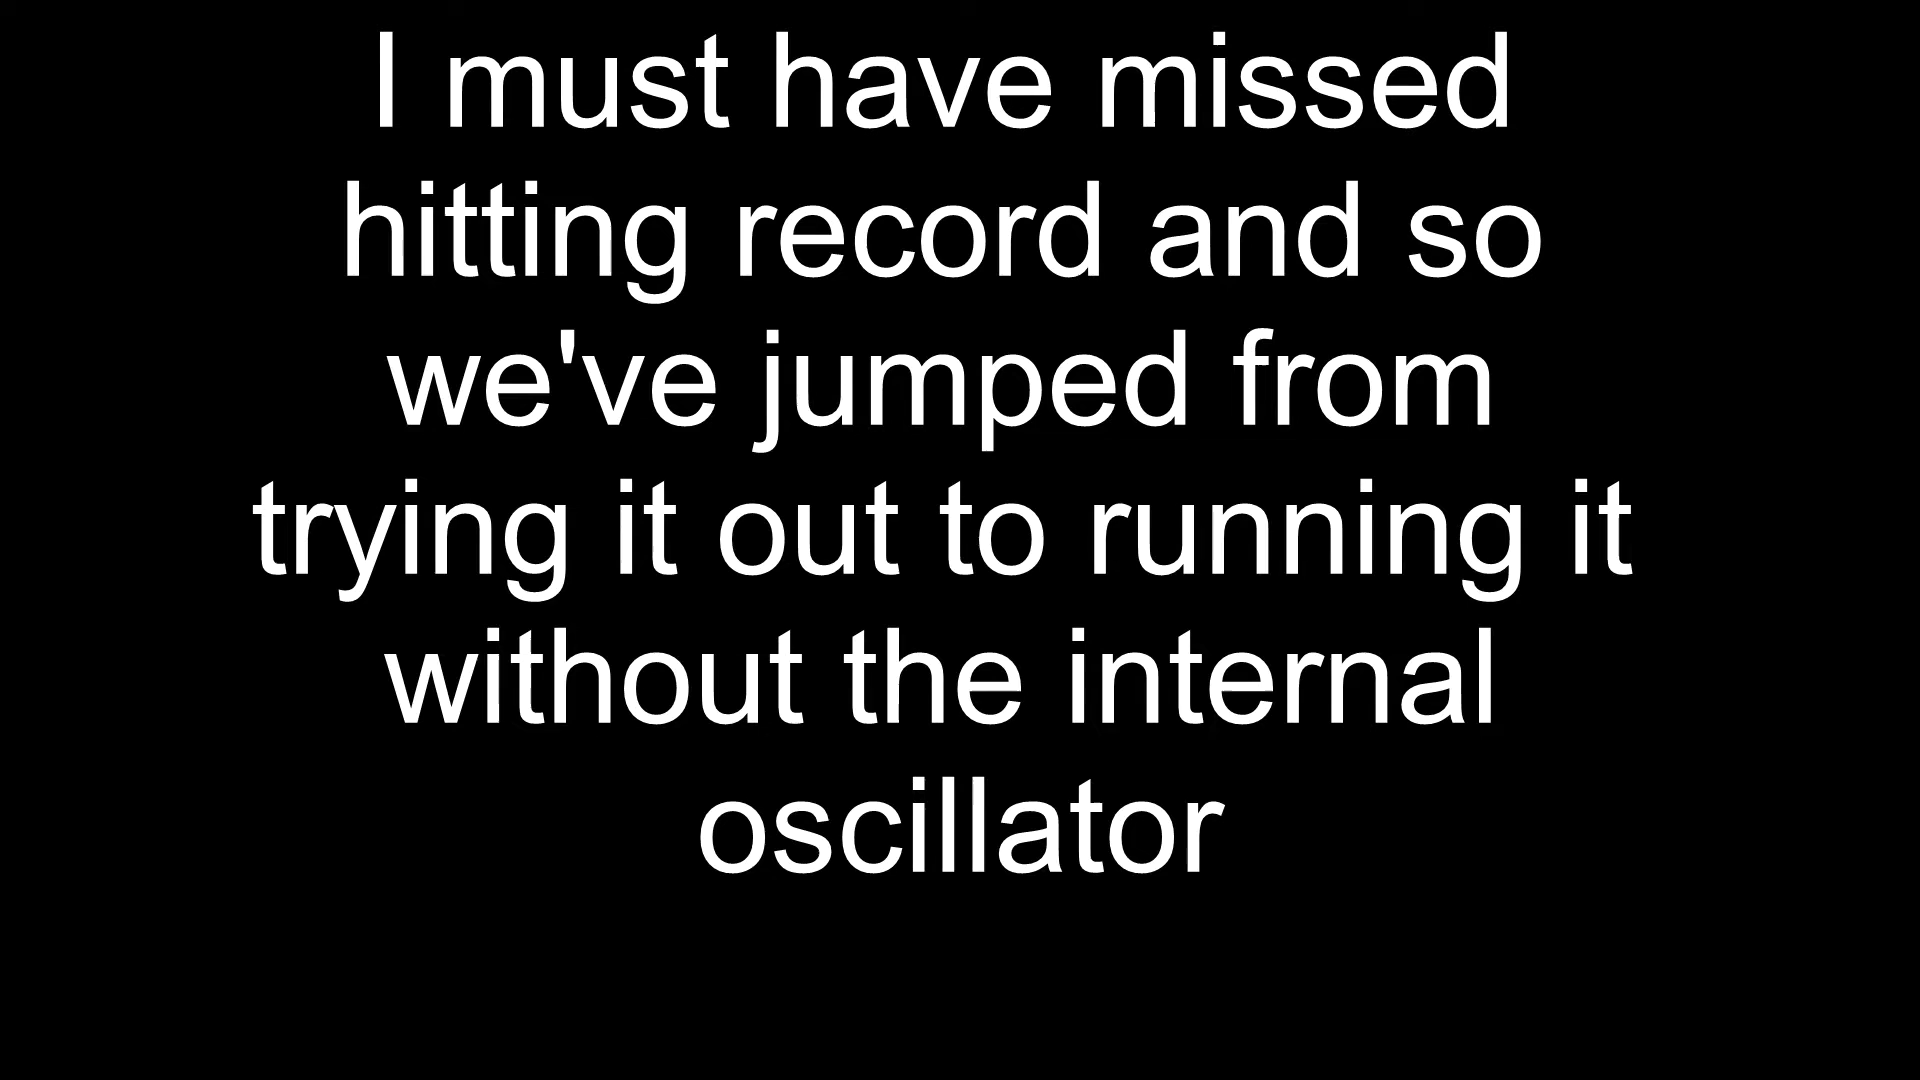 I must have missed
hitting record and so
we've jumped from
trying it out to running it
without the internal
oscillator